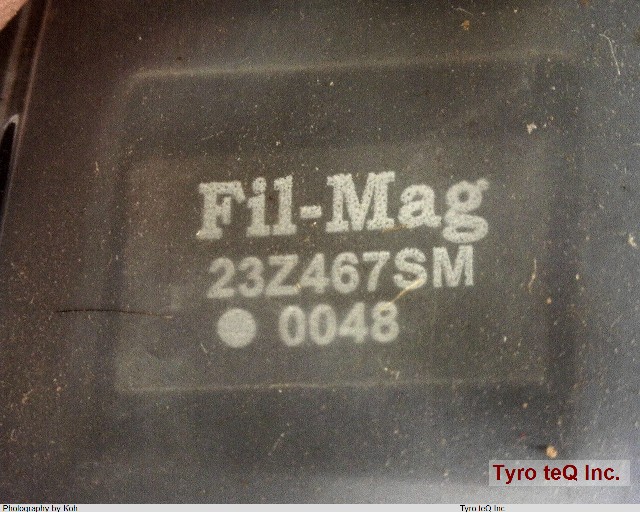 Fil-Mag
23Z467SM
0048
Tyro teQ Inc.
Photography by Koh
Tyro teQ Inc